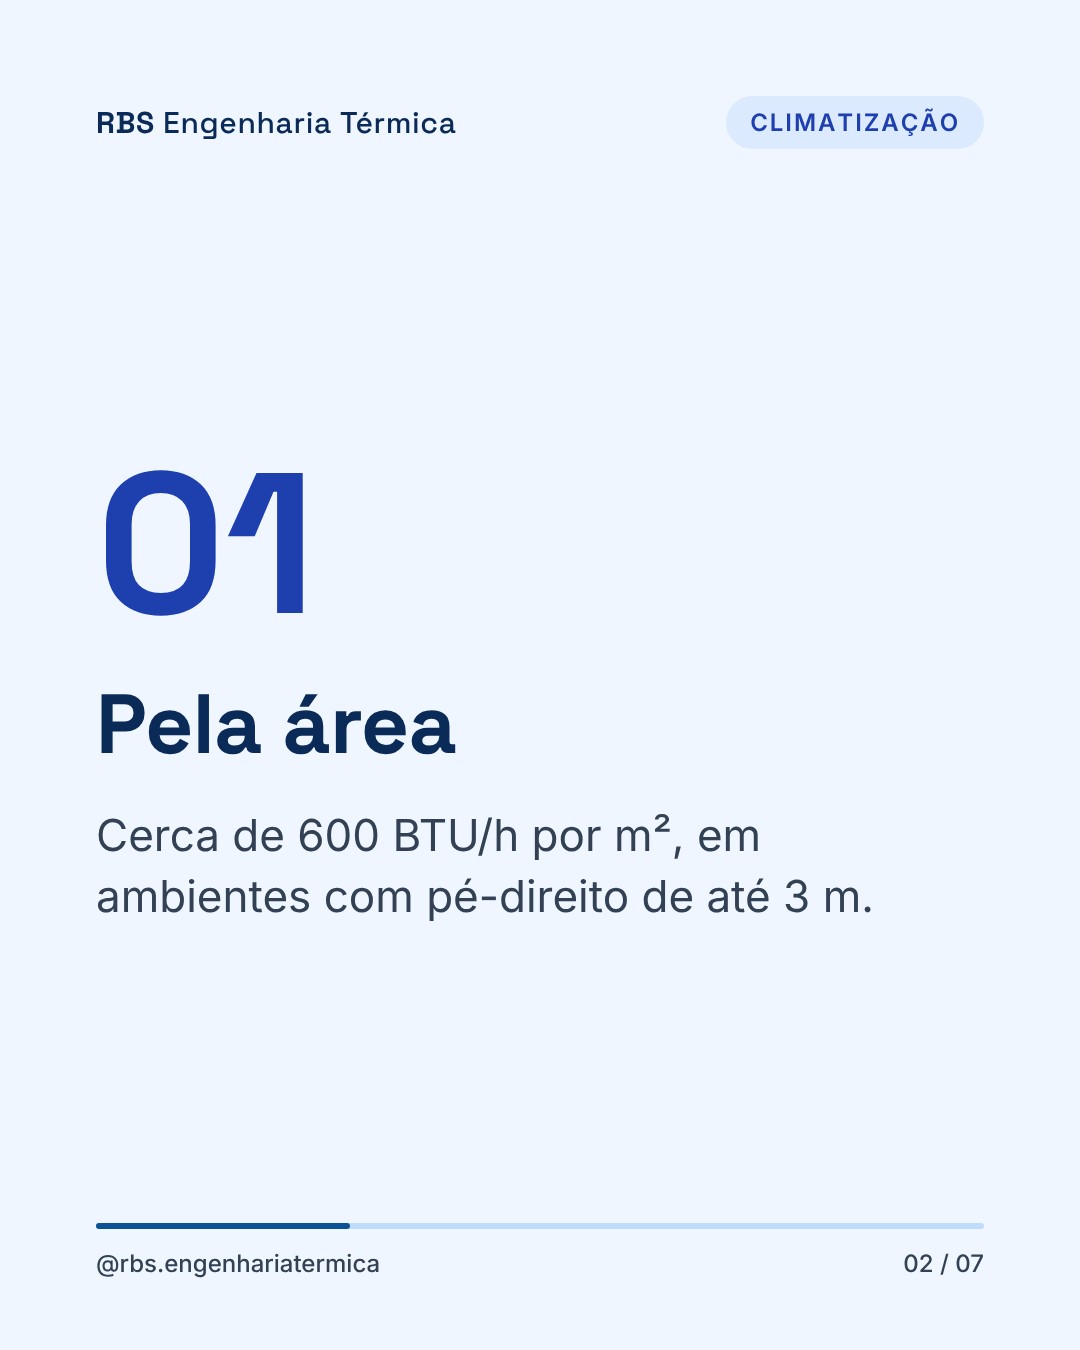 RBS Engenharia Térmica
CLIMATIZAÇÃO
01
Pela área
Cerca de 600 BTU/h por m², em
ambientes com pé-direito de até 3 m.
@rbs.engenhariatermica
02 / 07